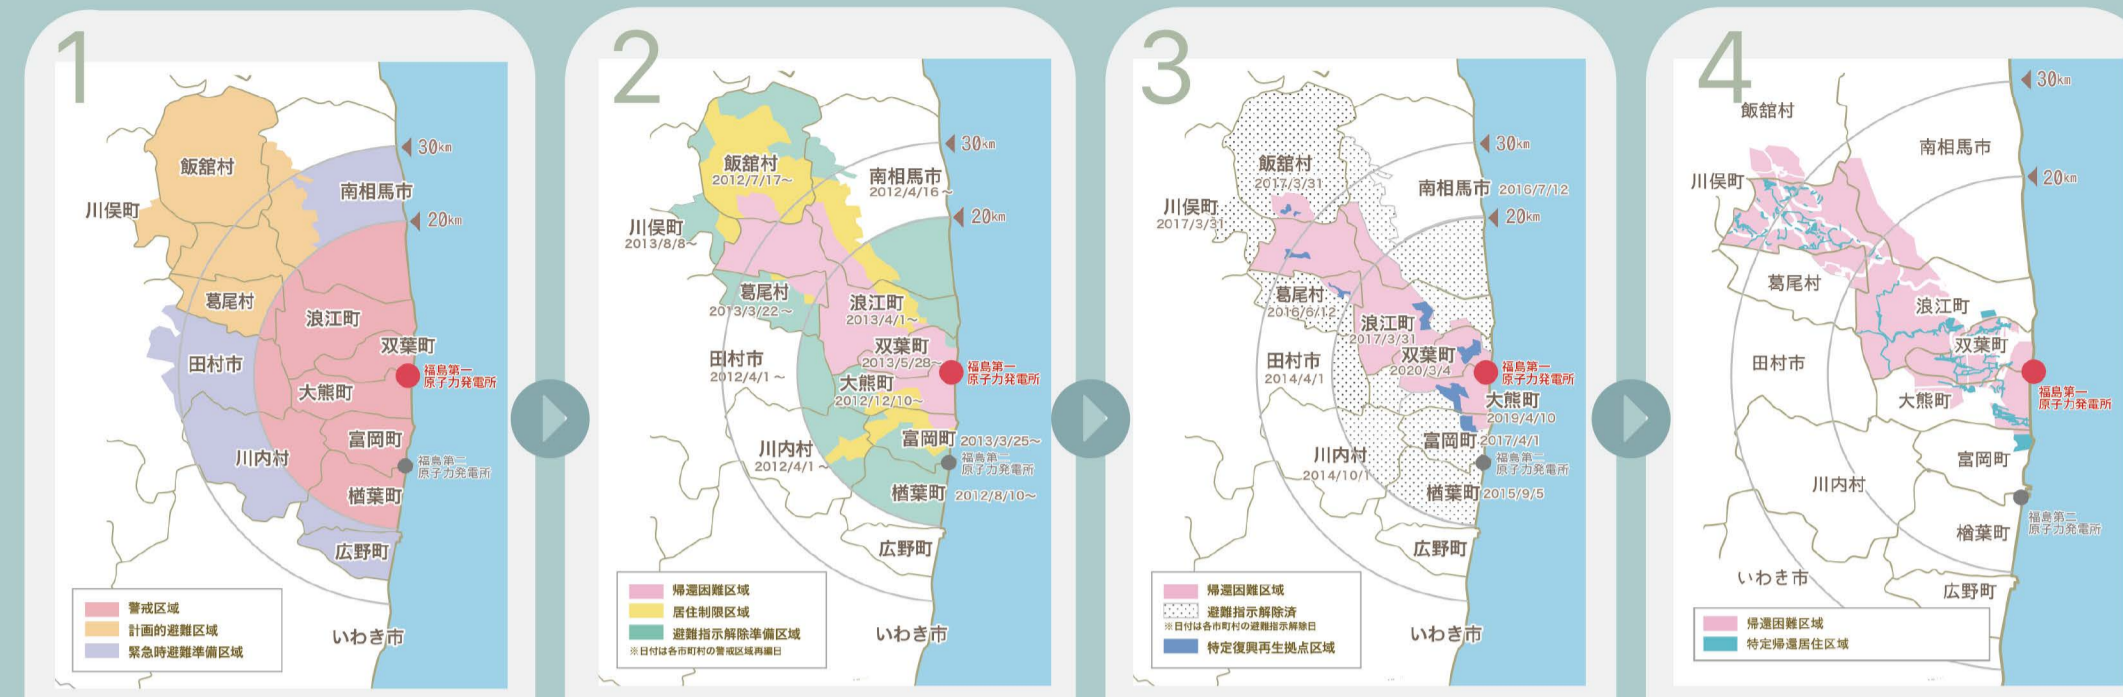 1
飯舘村
30km
南相馬市
川俣町
20km
葛尾村
浪江町
双葉町
田村市
福島第一
原子力発電所
大熊町
富岡町
川内村
福島第二
原子力発電所
楢葉町
広野町
いわき市
警戒区域
計画的避難区域
緊急時避難準備区域
2
30km
飯舘村
2012/7/17～
南相馬市
2012/4/16～
20km
川俣町
2013/8/8～
葛尾村
2013/3/22～
浪江町
2013/4/1～
双葉町
2013/5/28～
田村市
2012/4/1～
福島第一
原子力発電所
大熊町
2012/12/10～
富岡町 2013/3/25～
川内村
2012/4/1～
福島第二
原子力発電所
楢葉町 2012/8/10～
広野町
いわき市
帰還困難区域
居住制限区域
避難指示解除準備区域
※日付は各市町村の警戒区域再編日
3
30km
飯舘村
2017/3/31
南相馬市 2016/7/12
川俣町
2017/3/31
20km
葛尾村
2016/6/12
浪江町
2017/3/31
双葉町
2020/3/4
田村市
2014/4/1
福島第一
原子力発電所
大熊町
2019/4/10
富岡町 2017/4/1
川内村
2014/10/1
福島第二
原子力発電所
楢葉町 2015/9/5
広野町
いわき市
帰還困難区域
避難指示解除済
※日付は各市町村の避難指示解除日
特定復興再生拠点区域
4
30km
飯舘村
南相馬市
川俣町
20km
葛尾村
浪江町
双葉町
田村市
福島第一
原子力発電所
大熊町
富岡町
川内村
福島第二
原子力発電所
楢葉町
いわき市
広野町
帰還困難区域
特定帰還居住区域